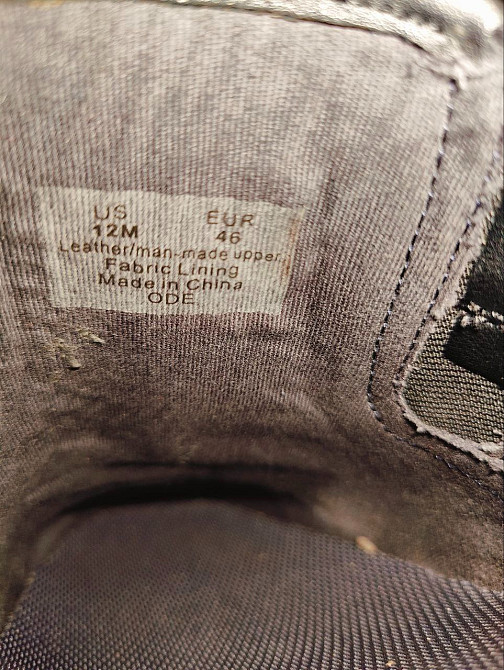 US EUR
12M 46
Leather/man-made upper,
Fabric Lining
Made in China
ODE